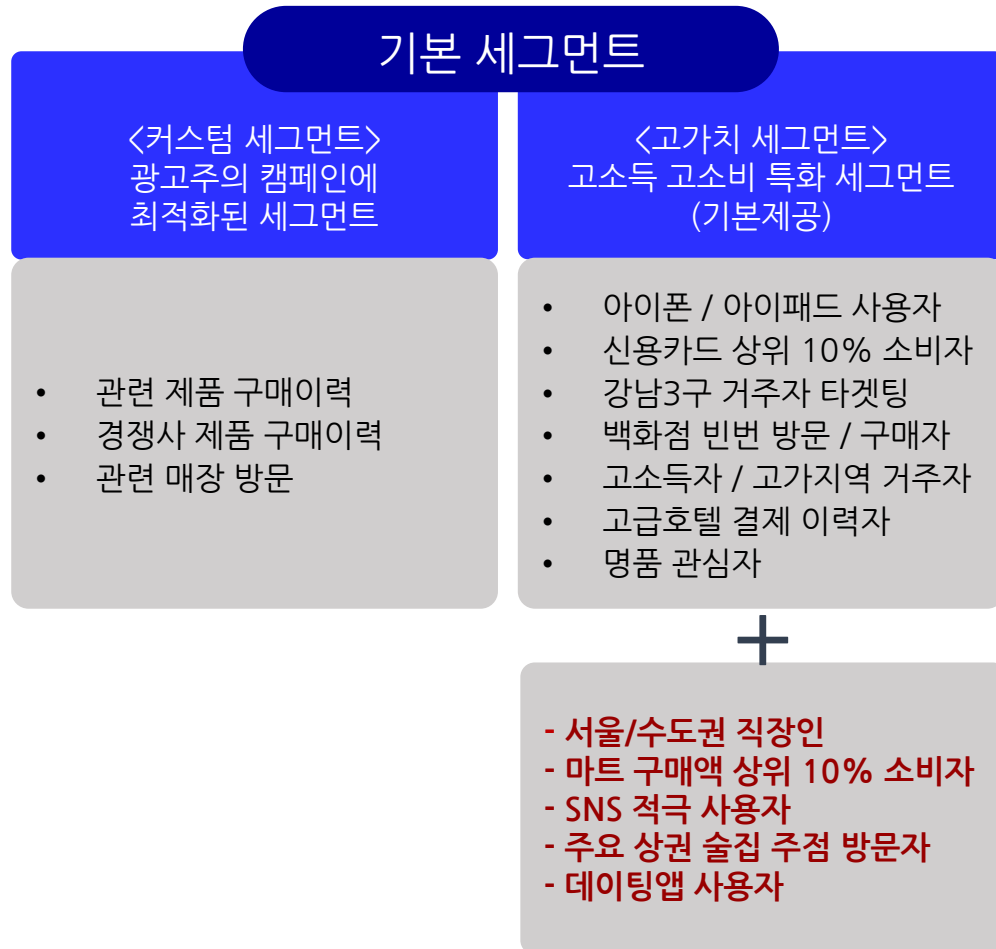 기본 세그먼트
<커스텀 세그먼트>
광고주의 캠페인에
최적화된 세그먼트
• 관련 제품 구매이력
• 경쟁사 제품 구매이력
• 관련 매장 방문
<고가치 세그먼트>
고소득 고소비 특화 세그먼트
(기본제공)
• 아이폰 / 아이패드 사용자
• 신용카드 상위 10% 소비자
• 강남3구 거주자 타겟팅
• 백화점 빈번 방문 / 구매자
• 고소득자 / 고가지역 거주자
• 고급호텔 결제 이력자
• 명품 관심자
+
- 서울/수도권 직장인
- 마트 구매액 상위 10% 소비자
- SNS 적극 사용자
- 주요 상권 술집 주점 방문자
- 데이팅앱 사용자